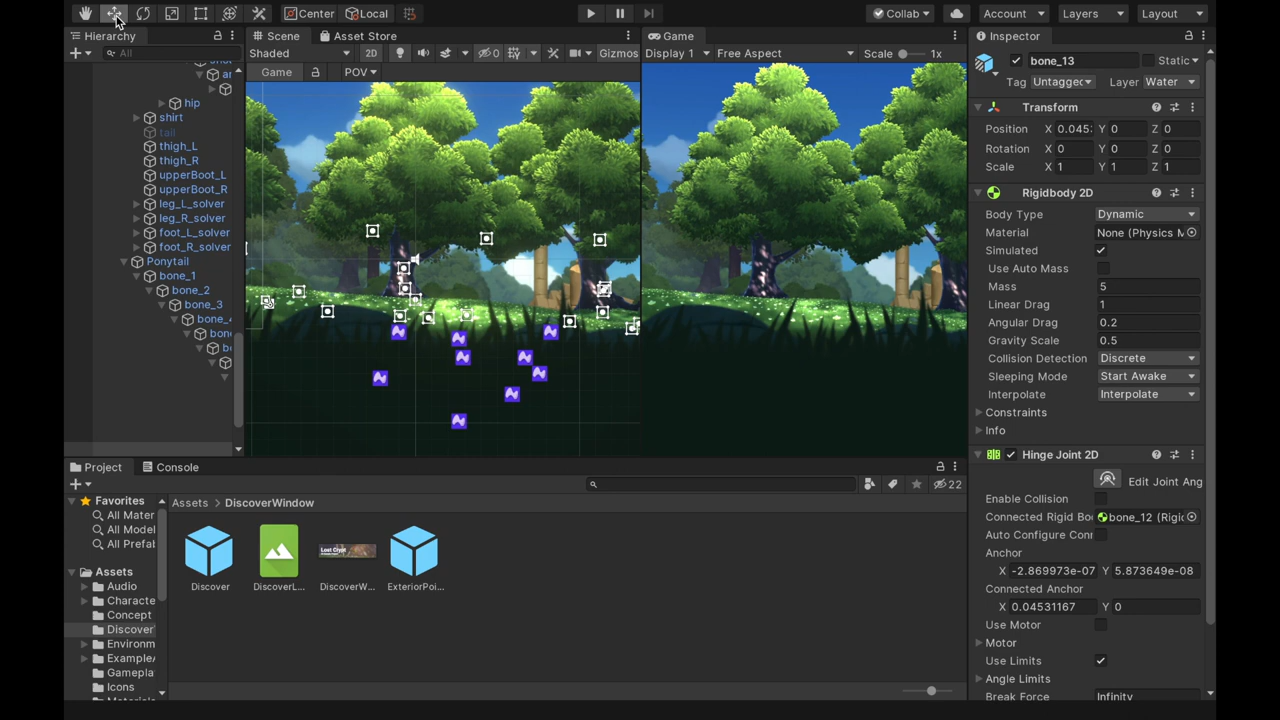 Center Local Collab Account Layers Layout
Hierarchy
All
hip
shirt
tail
thigh_L
thigh_R
upperBoot_L
upperBoot_R
leg_L_solver
leg_R_solver
foot_L_solver
foot_R_solver
Ponytail
bone_1
bone_2
bone_3
bone_
bon
b
Scene Asset Store
Shaded 2D 0 Gizmos
Game POV
Game
Display 1 Free Aspect Scale 1x
Inspector
bone_13 Static
Tag Untagged Layer Water
Transform
Position X 0.045: Y 0 Z 0
Rotation X 0 Y 0 Z 0
Scale X 1 Y 1 Z 1
Rigidbody 2D
Body Type Dynamic
Material None (Physics M
Simulated
Use Auto Mass
Mass 5
Linear Drag 1
Angular Drag 0.2
Gravity Scale 0.5
Collision Detection Discrete
Sleeping Mode Start Awake
Interpolate Interpolate
Constraints
Info
Hinge Joint 2D
Edit Joint Ang
Enable Collision
Connected Rigid Bo bone_12 (Rigid
Auto Configure Conn
Anchor
X -2.869973e-07 Y 5.873649e-08
Connected Anchor
X 0.04531167 Y 0
Use Motor
Motor
Use Limits
Angle Limits
Break Force Infinity
Project Console
22
Favorites
All Mater
All Model
All Prefab
Assets
Audio
Characte
Concept
Discover
Environm
Example
Gamepla
Icons
Assets > DiscoverWindow
Discover
DiscoverL...
Lost Crypt
DiscoverW...
ExteriorPoi...